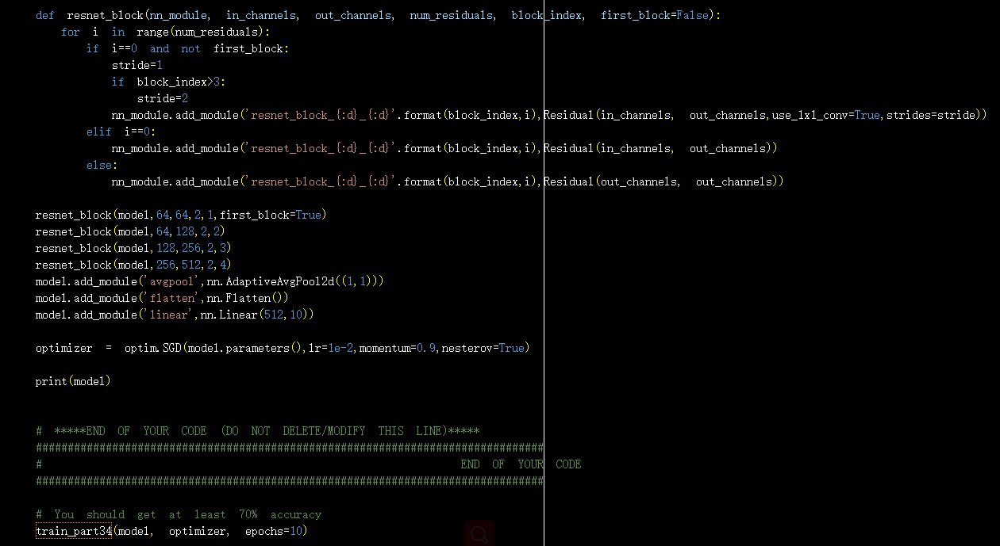 def resnet_block(nn_module, in_channels, out_channels, num_residuals, block_index, first_block=False):
    for i in range(num_residuals):
        if i==0 and not first_block:
            stride=1
            if block_index>3:
                stride=2
            nn_module.add_module('resnet_block_{:d}_{:d}'.format(block_index,i),Residual(in_channels, out_channels,use_1x1_conv=True,strides=stride))
        elif i==0:
            nn_module.add_module('resnet_block_{:d}_{:d}'.format(block_index,i),Residual(in_channels, out_channels))
        else:
            nn_module.add_module('resnet_block_{:d}_{:d}'.format(block_index,i),Residual(out_channels, out_channels))

resnet_block(model,64,64,2,1,first_block=True)
resnet_block(model,64,128,2,2)
resnet_block(model,128,256,2,3)
resnet_block(model,256,512,2,4)
model.add_module('avgpool',nn.AdaptiveAvgPool2d((1,1)))
model.add_module('flatten',nn.Flatten())
model.add_module('linear',nn.Linear(512,10))

optimizer = optim.SGD(model.parameters(),lr=1e-2,momentum=0.9,nesterov=True)

print(model)

# *****END OF YOUR CODE (DO NOT DELETE/MODIFY THIS LINE)*****
################################################################################
#                                 END OF YOUR CODE
################################################################################

# You should get at least 70% accuracy
train_part34(model, optimizer, epochs=10)